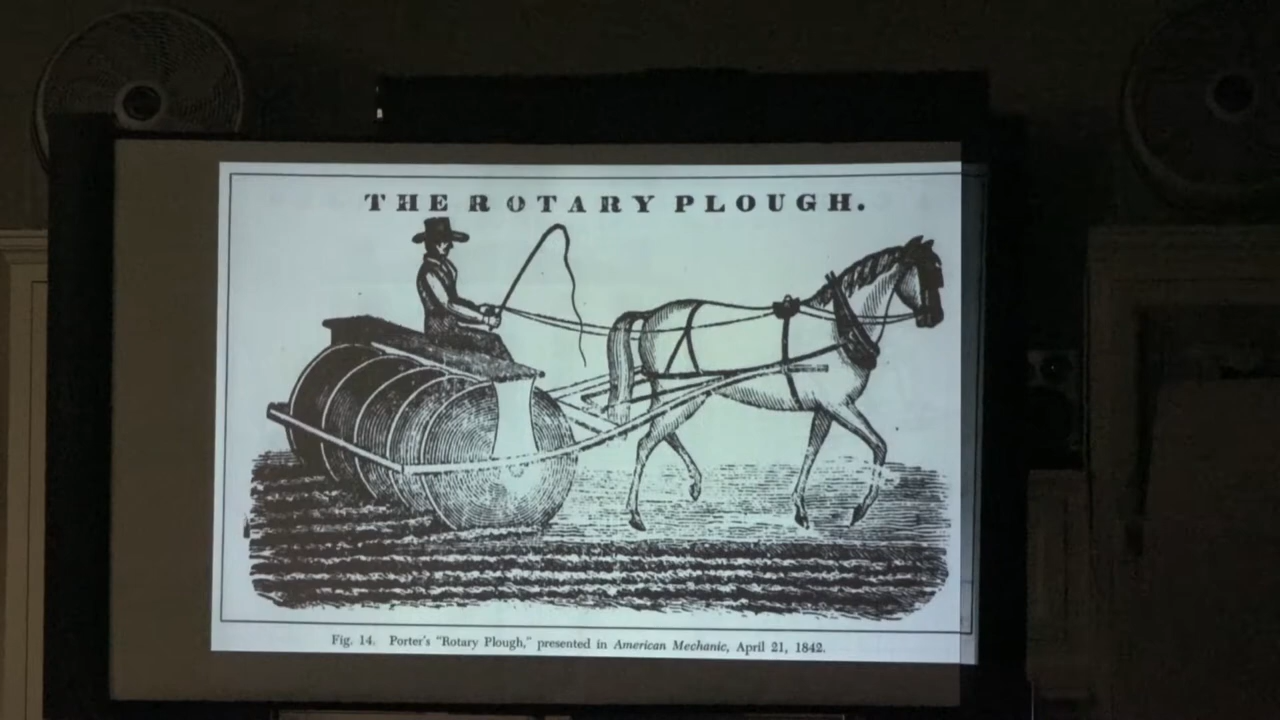 THE ROTARY PLOUGH.
Fig. 14. Porter's "Rotary Plough," presented in American Mechanic, April 21, 1842.